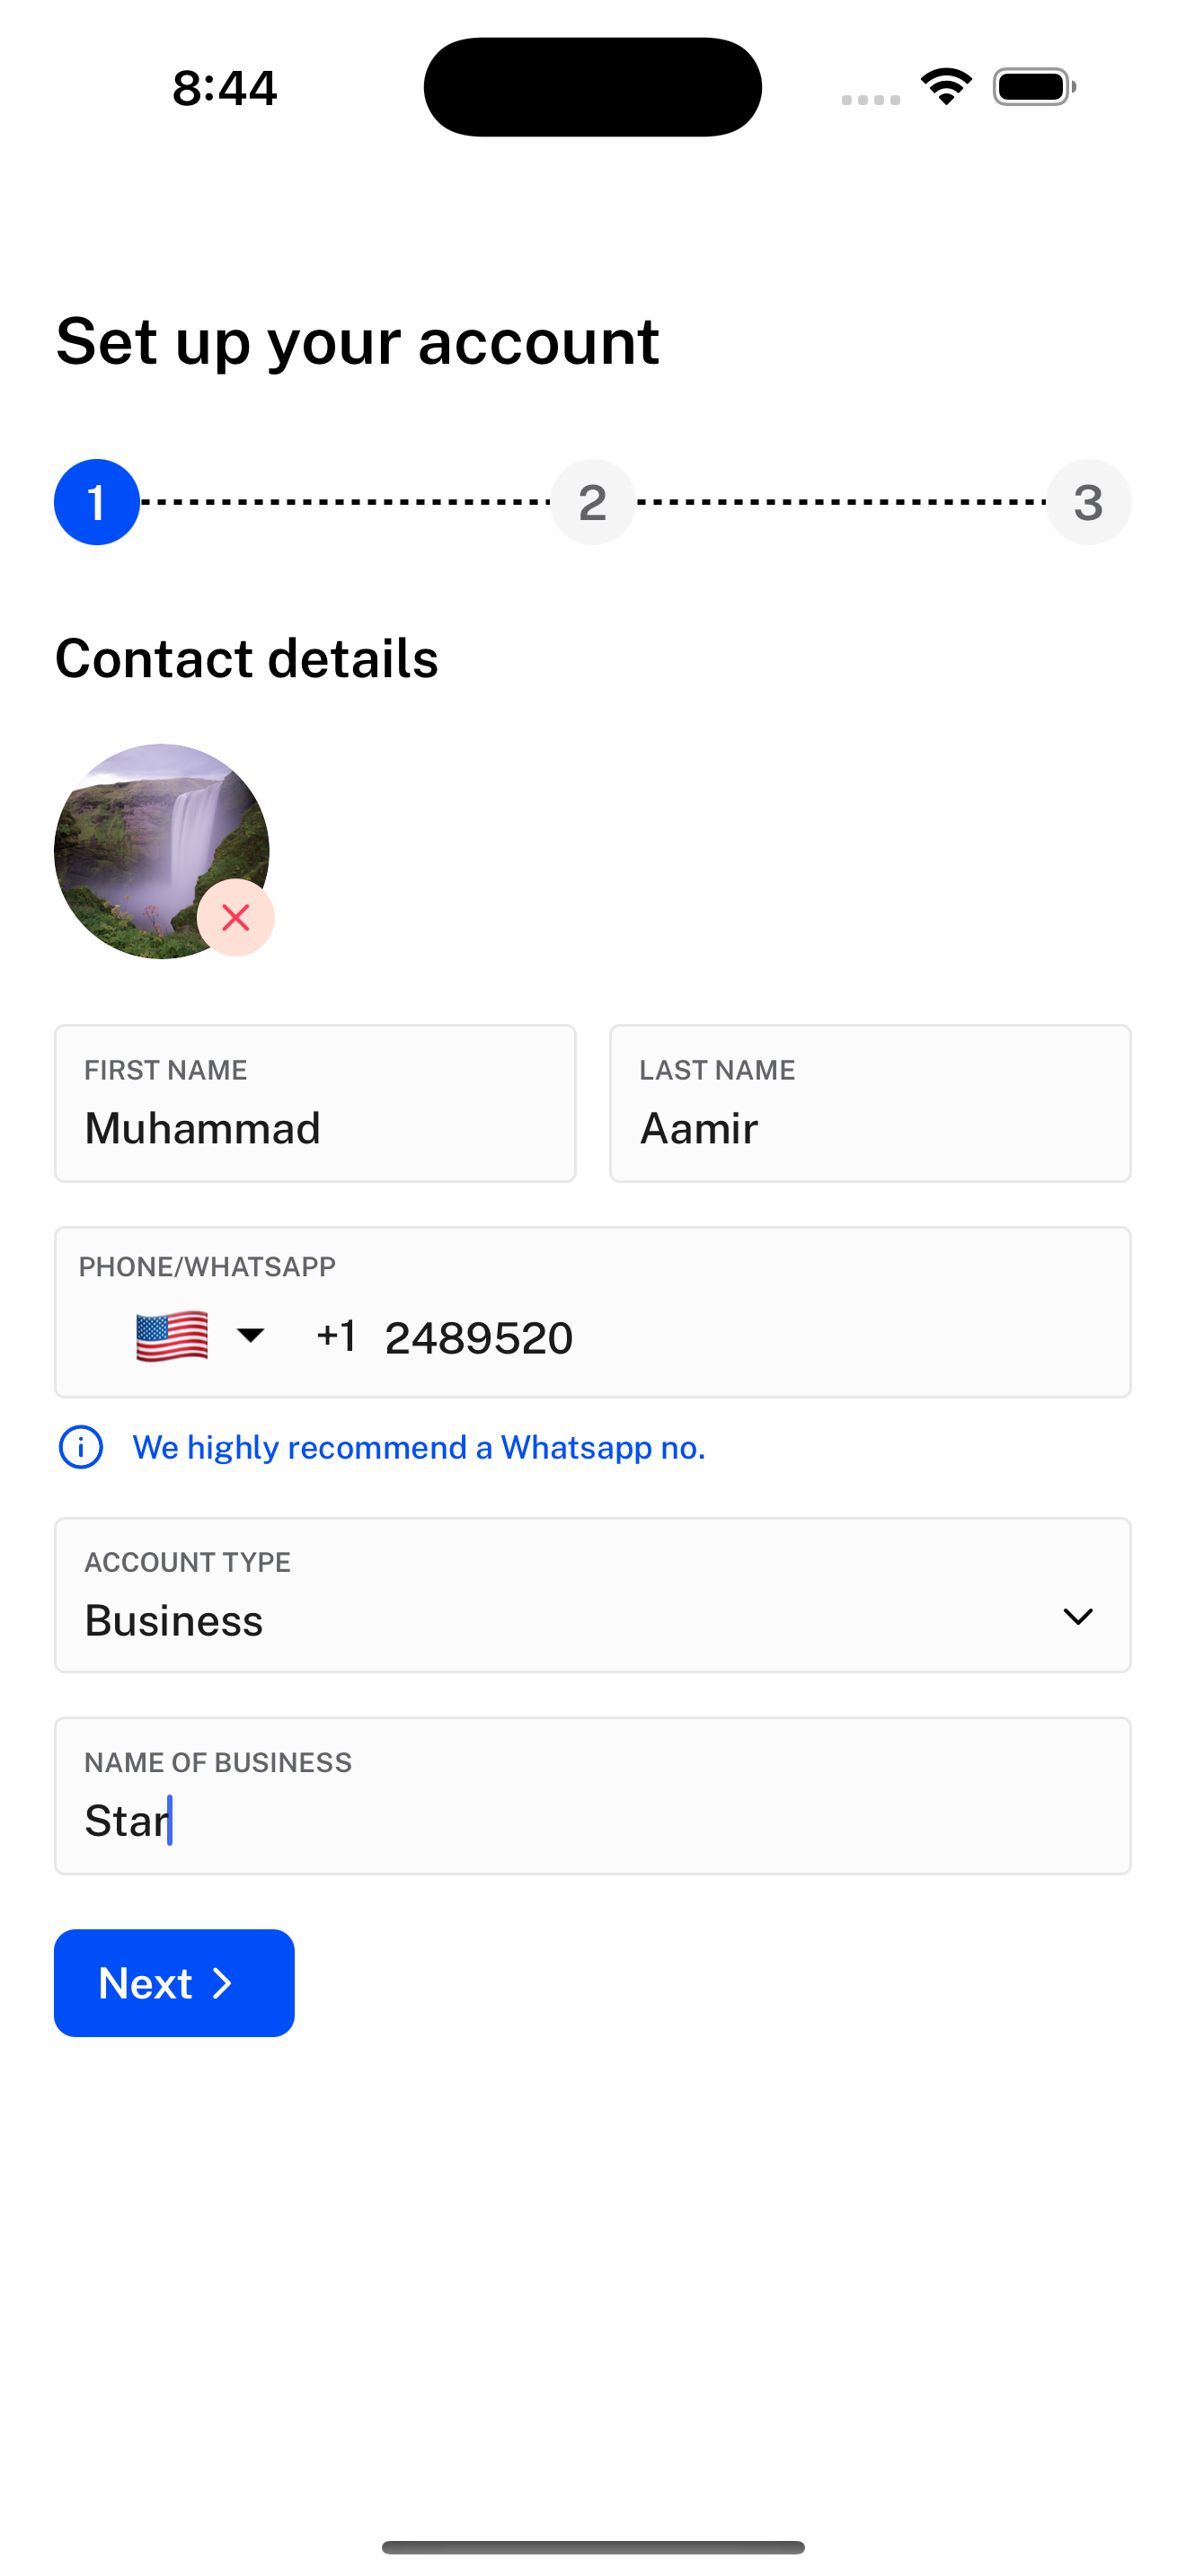 8:44
Set up your account
1 2 3
Contact details
FIRST NAME LAST NAME
Muhammad Aamir
PHONE/WHATSAPP
+1 2489520
We highly recommend a Whatsapp no.
ACCOUNT TYPE
Business
NAME OF BUSINESS
Star
Next